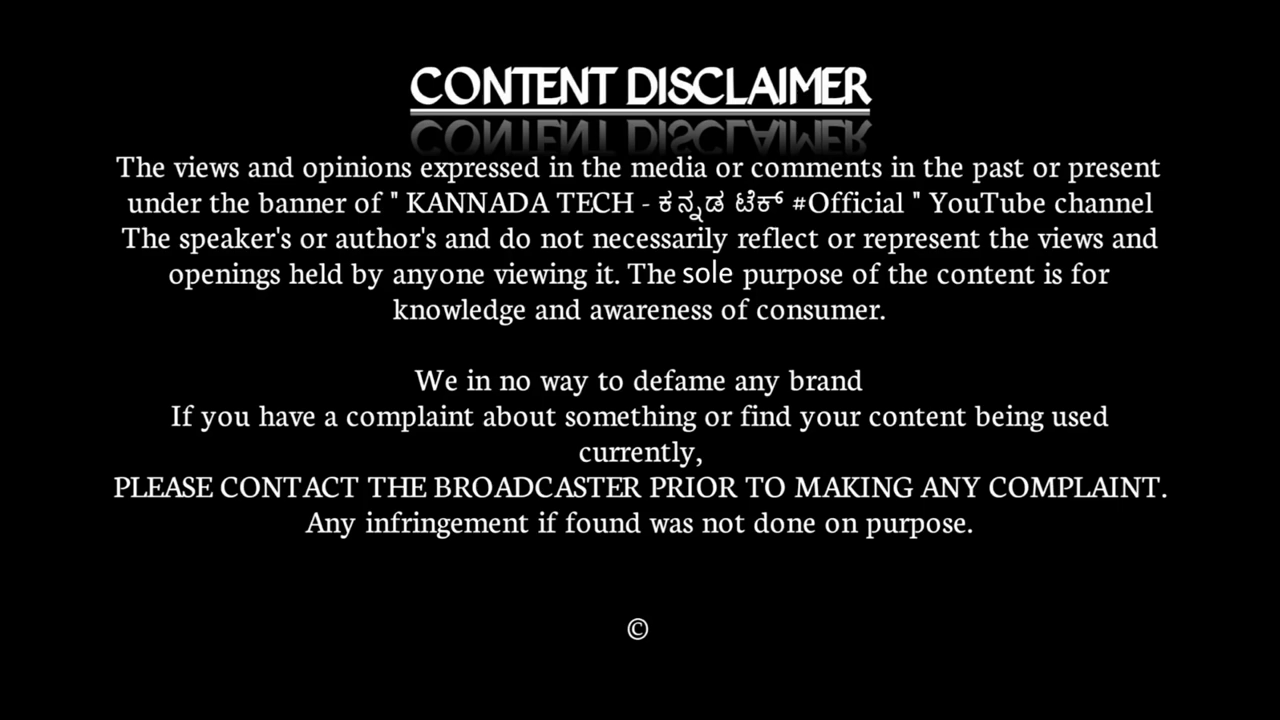 CONTENT DISCLAIMER
The views and opinions expressed in the media or comments in the past or present
under the banner of " KANNADA TECH - ಕನ್ನಡ ಟೆಕ್ #Official " YouTube channel
The speaker's or author's and do not necessarily reflect or represent the views and
openings held by anyone viewing it. The sole purpose of the content is for
knowledge and awareness of consumer.
We in no way to defame any brand
If you have a complaint about something or find your content being used
currently,
PLEASE CONTACT THE BROADCASTER PRIOR TO MAKING ANY COMPLAINT.
Any infringement if found was not done on purpose.
©